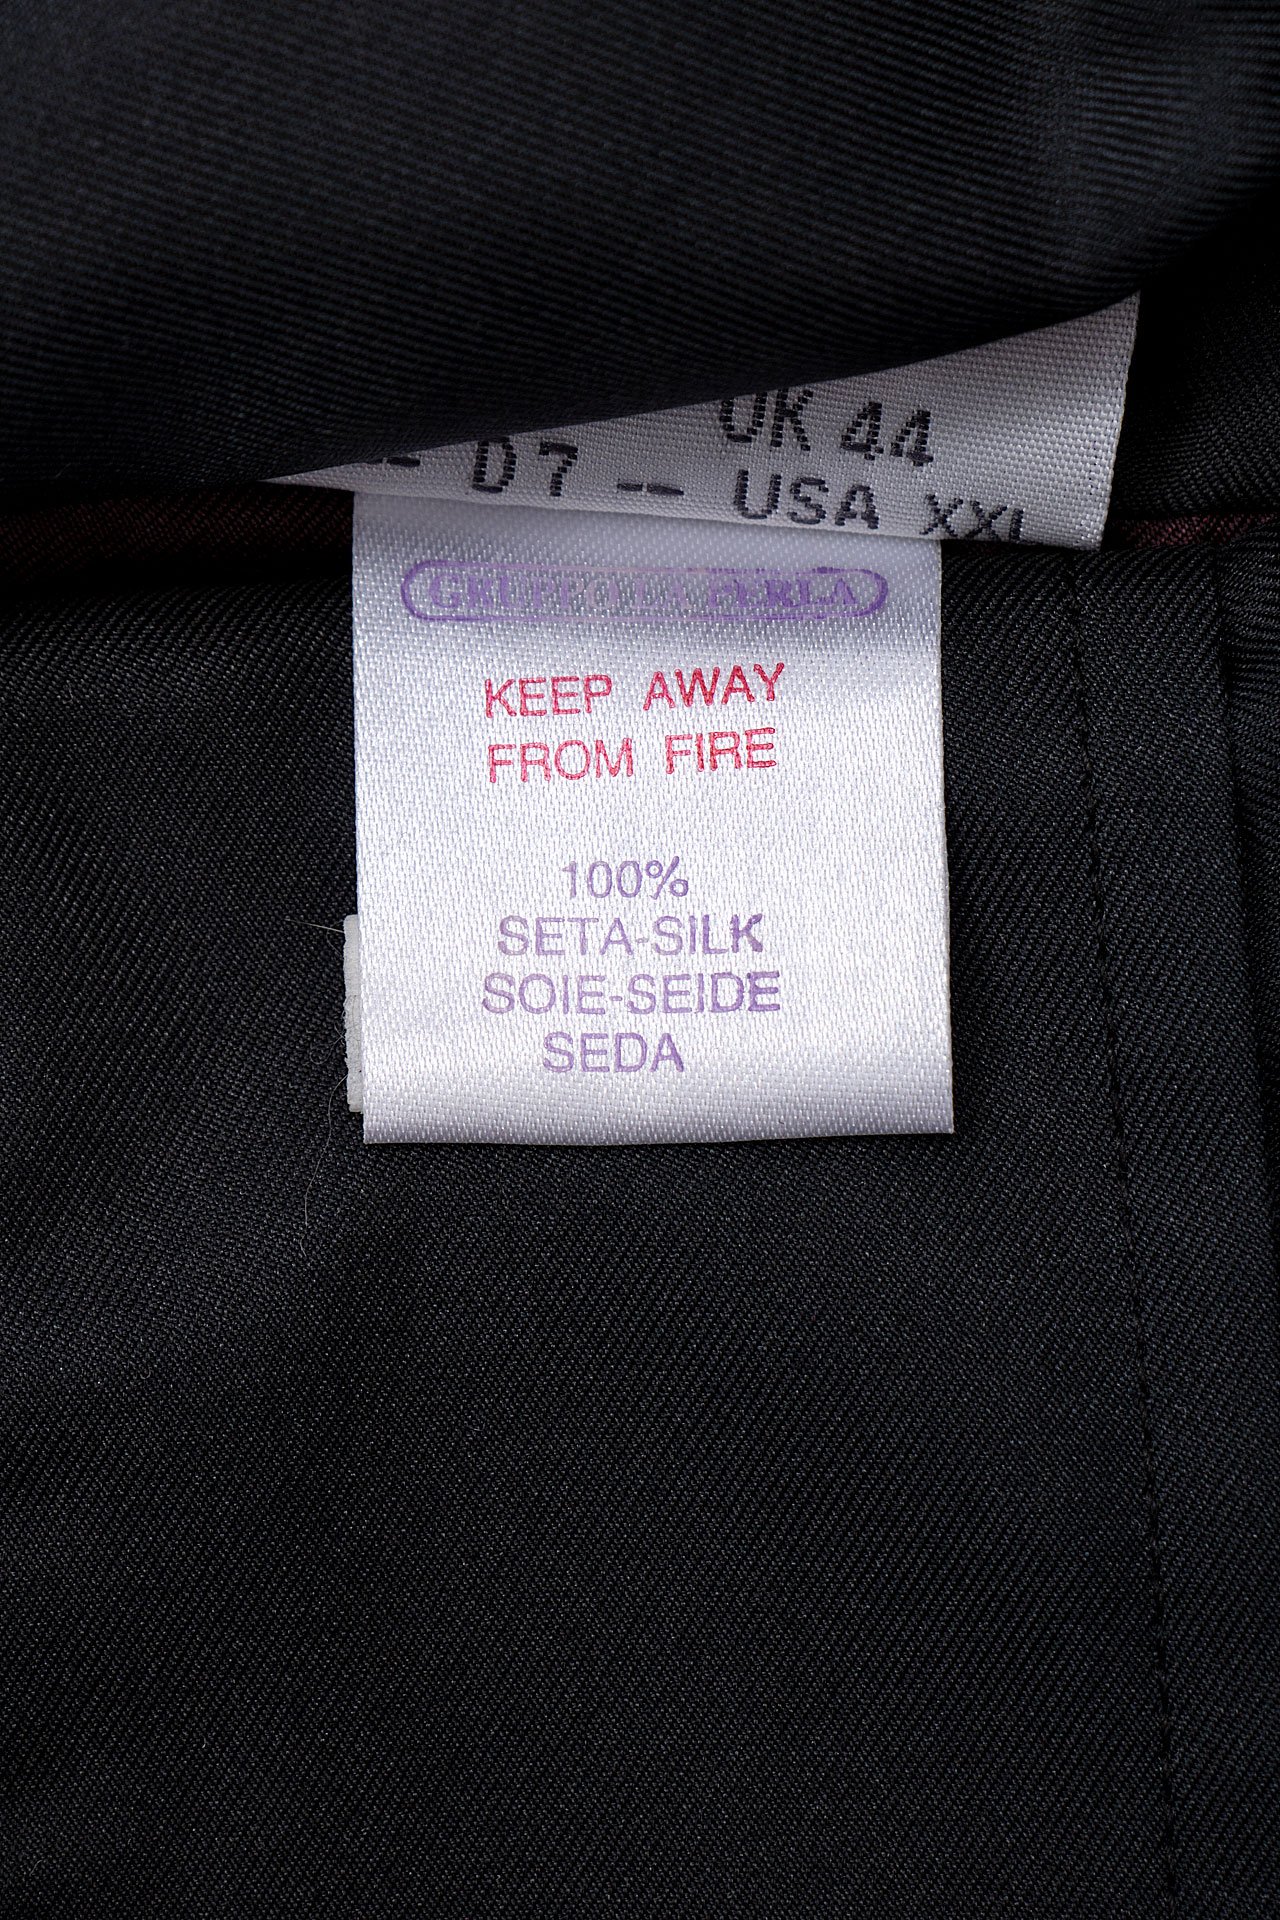 UK 44
-- D7 -- USA XXL
GRUPPO LA PERLA
KEEP AWAY
FROM FIRE
100%
SETA-SILK
SOIE-SEIDE
SEDA